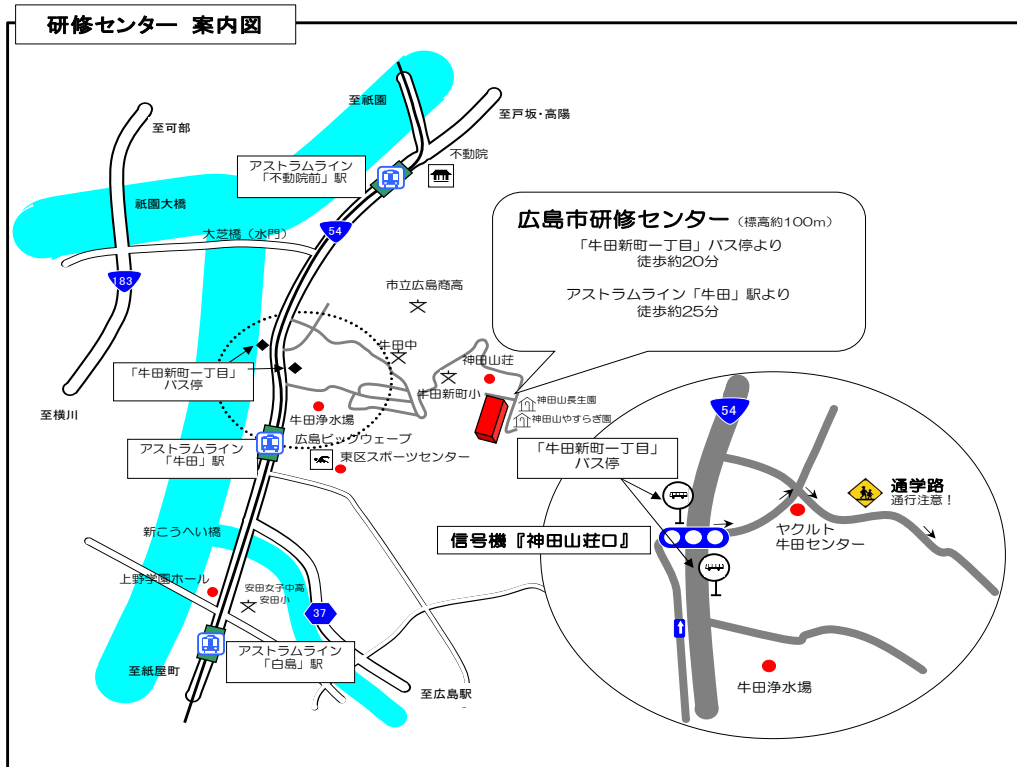 研修センター 案内図
至祇園
至戸坂・高陽
至可部
不動院
アストラムライン
「不動院前」駅
祇園大橋
大芝橋(水門)
54
183
広島市研修センター (標高約100m)
「牛田新町一丁目」バス停より
徒歩約20分
アストラムライン「牛田」駅より
徒歩約25分
市立広島商高
牛田中
神田山荘
牛田新町小
神田山長生園
神田山やすらぎ園
「牛田新町一丁目」
バス停
至横川
牛田浄水場
広島ビッグウェーブ
東区スポーツセンター
アストラムライン
「牛田」駅
新こうへい橋
上野学園ホール
安田女子中高
安田小
37
アストラムライン
「白島」駅
至紙屋町
至広島駅
54
「牛田新町一丁目」
バス停
通学路
通行注意!
ヤクルト
牛田センター
信号機『神田山荘口』
牛田浄水場